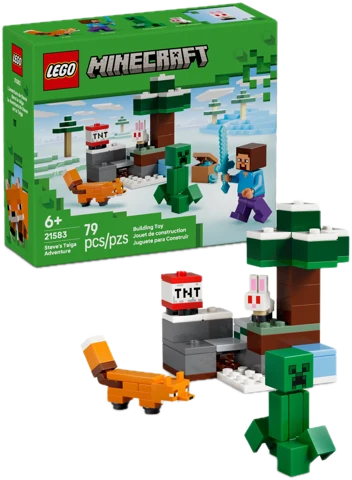 LEGO MINECRAFT
TNT
6+
21583
Steve's Taiga
Adventure
79
pcs/pzs
Building Toy
Jouet de construction
Juguete para Construir
TNT